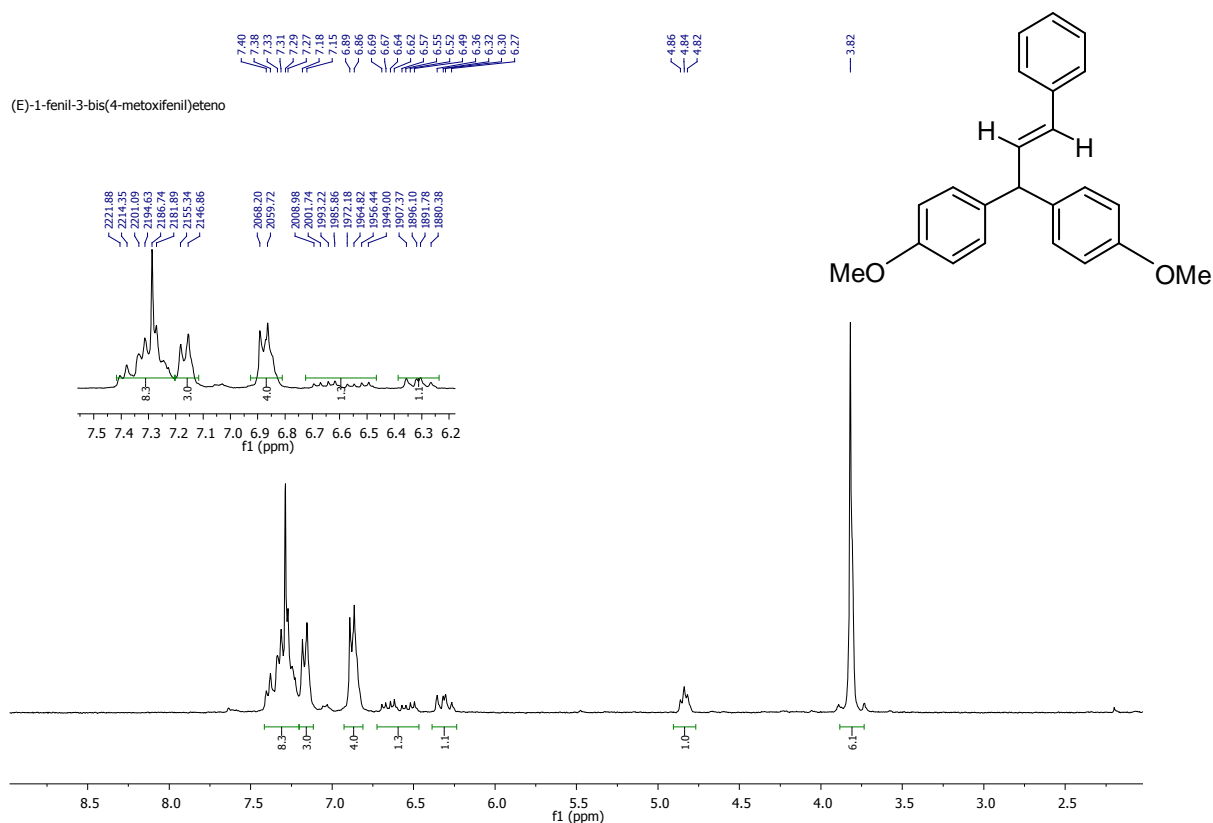 7.40 7.38 7.33 7.31 7.29 7.27 7.18 7.15 6.89 6.86 6.69 6.67 6.64 6.62 6.57 6.55 6.52 6.49 6.36 6.32 6.30 6.27 4.86 4.84 4.82 3.82
(E)-1-fenil-3-bis(4-metoxifenil)eteno
H
H
MeO
OMe
2221.88 2214.35 2201.09 2194.63 2186.74 2181.89 2155.34 2146.86 2068.20 2059.72 2008.98 2001.74 1993.22 1985.86 1972.18 1964.82 1956.44 1949.00 1907.37 1896.10 1891.78 1880.38
8.3 3.0 4.0 1.3 1.1
7.5 7.4 7.3 7.2 7.1 7.0 6.9 6.8 6.7 6.6 6.5 6.4 6.3 6.2
f1 (ppm)
8.3 3.0 4.0 1.3 1.1 1.0 6.1
8.5 8.0 7.5 7.0 6.5 6.0 5.5 5.0 4.5 4.0 3.5 3.0 2.5
f1 (ppm)